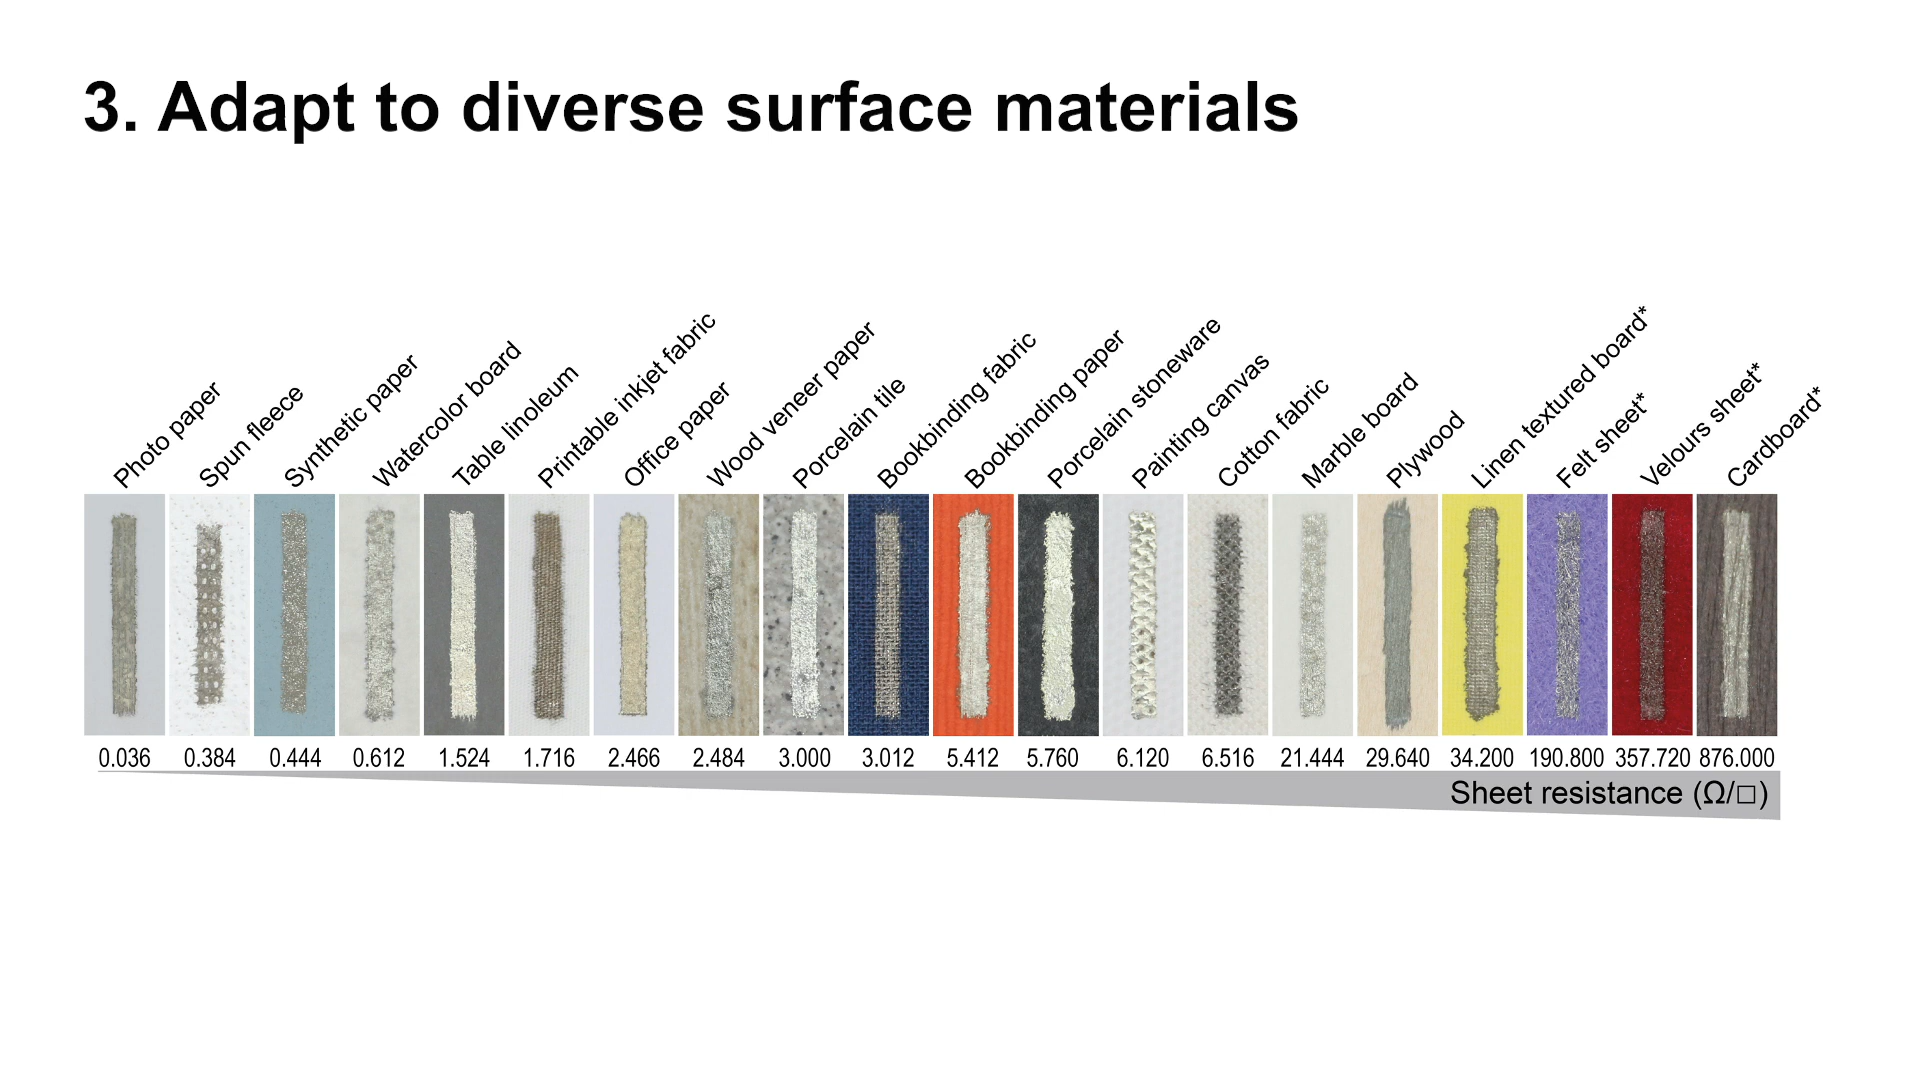 3. Adapt to diverse surface materials
Photo paper
Spun fleece
Synthetic paper
Watercolor board
Table linoleum
Printable inkjet fabric
Office paper
Wood veneer paper
Porcelain tile
Bookbinding fabric
Bookbinding paper
Porcelain stoneware
Painting canvas
Cotton fabric
Marble board
Plywood
Linen textured board*
Felt sheet*
Velours sheet*
Cardboard*
0.036 0.384 0.444 0.612 1.524 1.716 2.466 2.484 3.000 3.012 5.412 5.760 6.120 6.516 21.444 29.640 34.200 190.800 357.720 876.000
Sheet resistance (Ω/□)